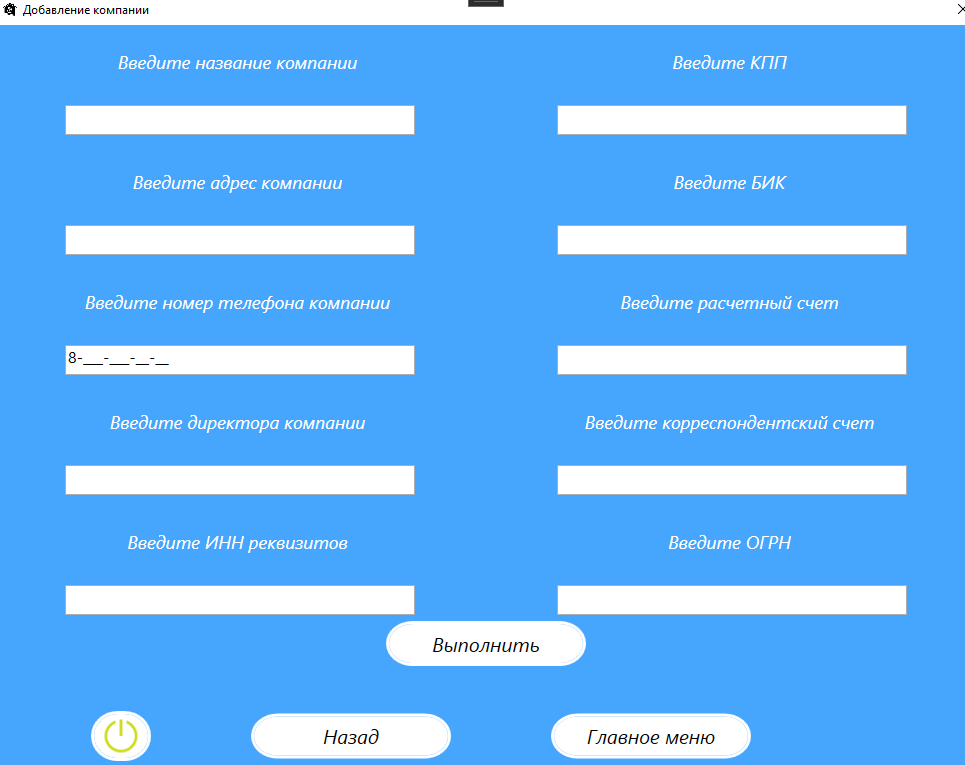 Добавление компании
Введите название компании
Введите КПП
Введите адрес компании
Введите БИК
Введите номер телефона компании
Введите расчетный счет
8-___-___-__-__
Введите директора компании
Введите корреспондентский счет
Введите ИНН реквизитов
Введите ОГРН
Выполнить
Назад
Главное меню